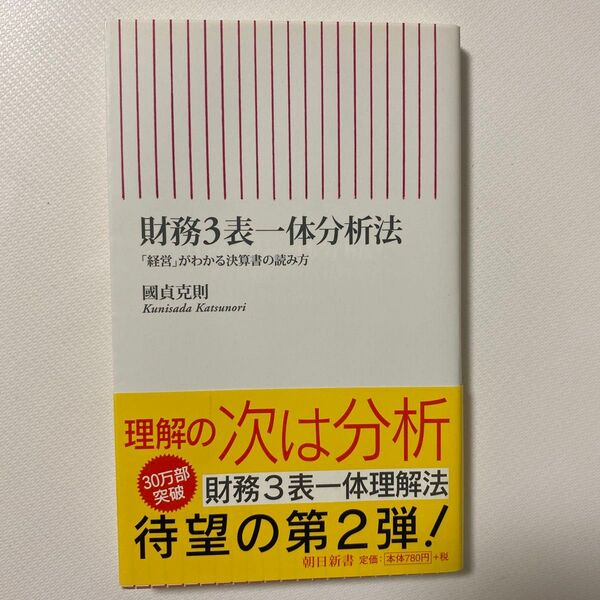 財務3表一体分析法
「経営」がわかる決算書の読み方
國貞克則
Kunisada Katsunori
理解の次は分析
30万部
突破
財務3表一体理解法
待望の第2弾!
朝日新書 定価:本体780円+税